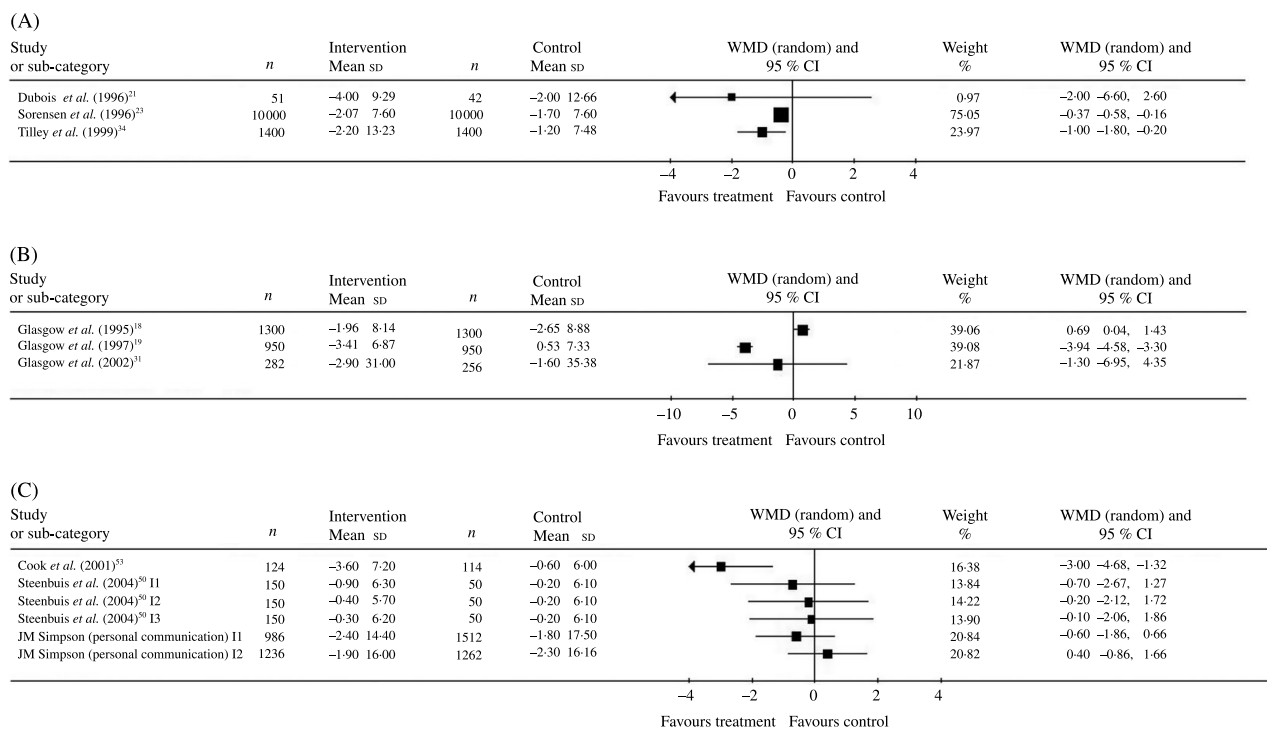 (A)
Study Intervention Control WMD (random) and Weight WMD (random) and
or sub-category n Mean SD n Mean SD 95 % CI % 95 % CI
Dubois et al. (1996)21 51 −4·00 9·29 42 −2·00 12·66 0·97 −2·00 −6·60, 2·60
Sorensen et al. (1996)23 10000 −2·07 7·60 10000 −1·70 7·60 75·05 −0·37 −0·58, −0·16
Tilley et al. (1999)34 1400 −2·20 13·23 1400 −1·20 7·48 23·97 −1·00 −1·80, −0·20
−4 −2 0 2 4
Favours treatment Favours control
(B)
Study Intervention Control WMD (random) and Weight WMD (random) and
or sub-category n Mean SD n Mean SD 95 % CI % 95 % CI
Glasgow et al. (1995)18 1300 −1·96 8·14 1300 −2·65 8·88 39·06 0·69 0·04, 1·43
Glasgow et al. (1997)19 950 −3·41 6·87 950 0·53 7·33 39·08 −3·94 −4·58, −3·30
Glasgow et al. (2002)31 282 −2·90 31·00 256 −1·60 35·38 21·87 −1·30 −6·95, 4·35
−10 −5 0 5 10
Favours treatment Favours control
(C)
Study Intervention Control WMD (random) and Weight WMD (random) and
or sub-category n Mean SD n Mean SD 95 % CI % 95 % CI
Cook et al. (2001)53 124 −3·60 7·20 114 −0·60 6·00 16·38 −3·00 −4·68, −1·32
Steenbuis et al. (2004)50 I1 150 −0·90 6·30 50 −0·20 6·10 13·84 −0·70 −2·67, 1·27
Steenbuis et al. (2004)50 I2 150 −0·40 5·70 50 −0·20 6·10 14·22 −0·20 −2·12, 1·72
Steenbuis et al. (2004)50 I3 150 −0·30 6·20 50 −0·20 6·10 13·90 −0·10 −2·06, 1·86
JM Simpson (personal communication) I1 986 −2·40 14·40 1512 −1·80 17·50 20·84 −0·60 −1·86, 0·66
JM Simpson (personal communication) I2 1236 −1·90 16·00 1262 −2·30 16·16 20·82 0·40 −0·86, 1·66
−4 −2 0 2 4
Favours treatment Favours control